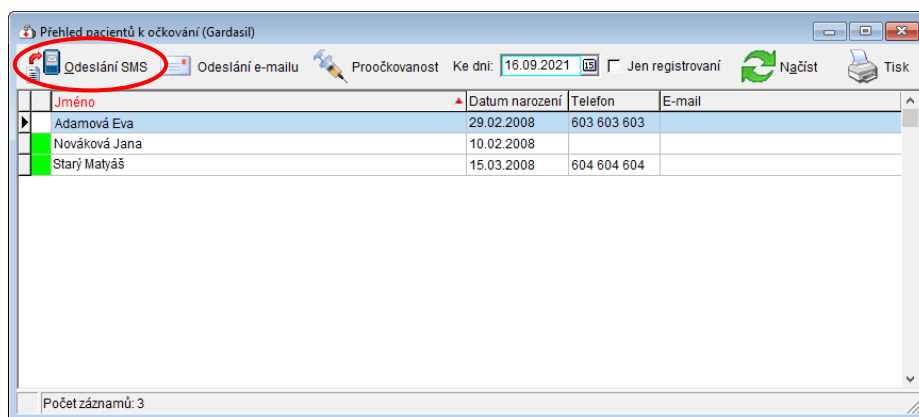 Přehled pacientů k očkování (Gardasil)
Odeslání SMS Odeslání e-mailu Proočkovanost Ke dni: 16.09.2021 15 Jen registrovaní Načíst Tisk
Jméno Datum narození Telefon E-mail
Adamová Eva 29.02.2008 603 603 603
Nováková Jana 10.02.2008
Starý Matyáš 15.03.2008 604 604 604
Počet záznamů: 3